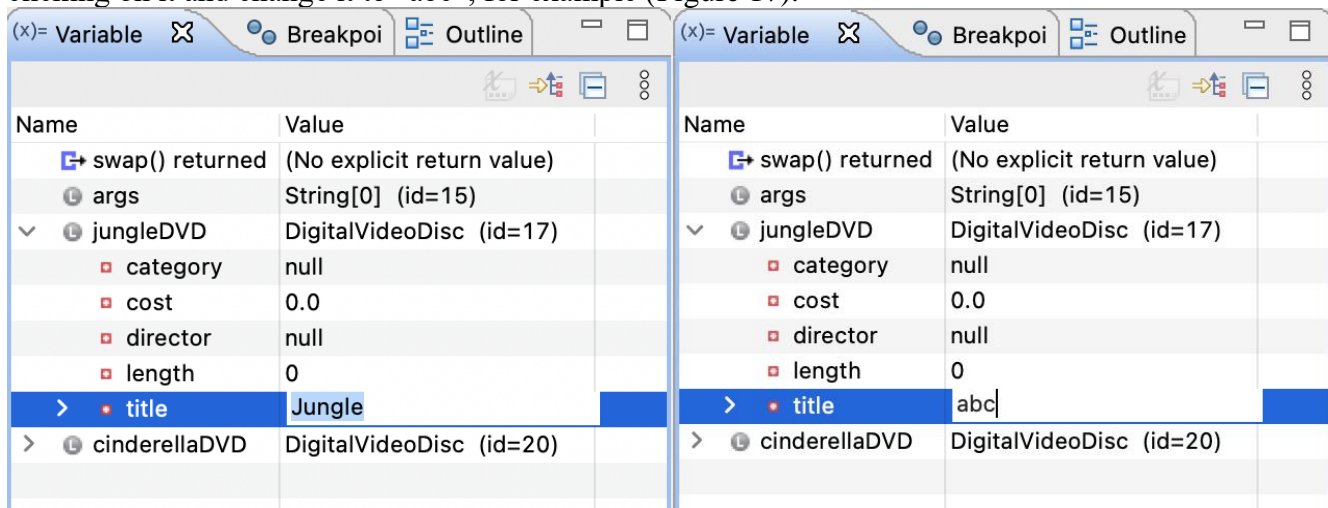 (x)= Variable Breakpoi Outline
Name Value
swap() returned (No explicit return value)
args String[0] (id=15)
jungleDVD DigitalVideoDisc (id=17)
category null
cost 0.0
director null
length 0
title Jungle
cinderellaDVD DigitalVideoDisc (id=20)
(x)= Variable Breakpoi Outline
Name Value
swap() returned (No explicit return value)
args String[0] (id=15)
jungleDVD DigitalVideoDisc (id=17)
category null
cost 0.0
director null
length 0
title abc
cinderellaDVD DigitalVideoDisc (id=20)